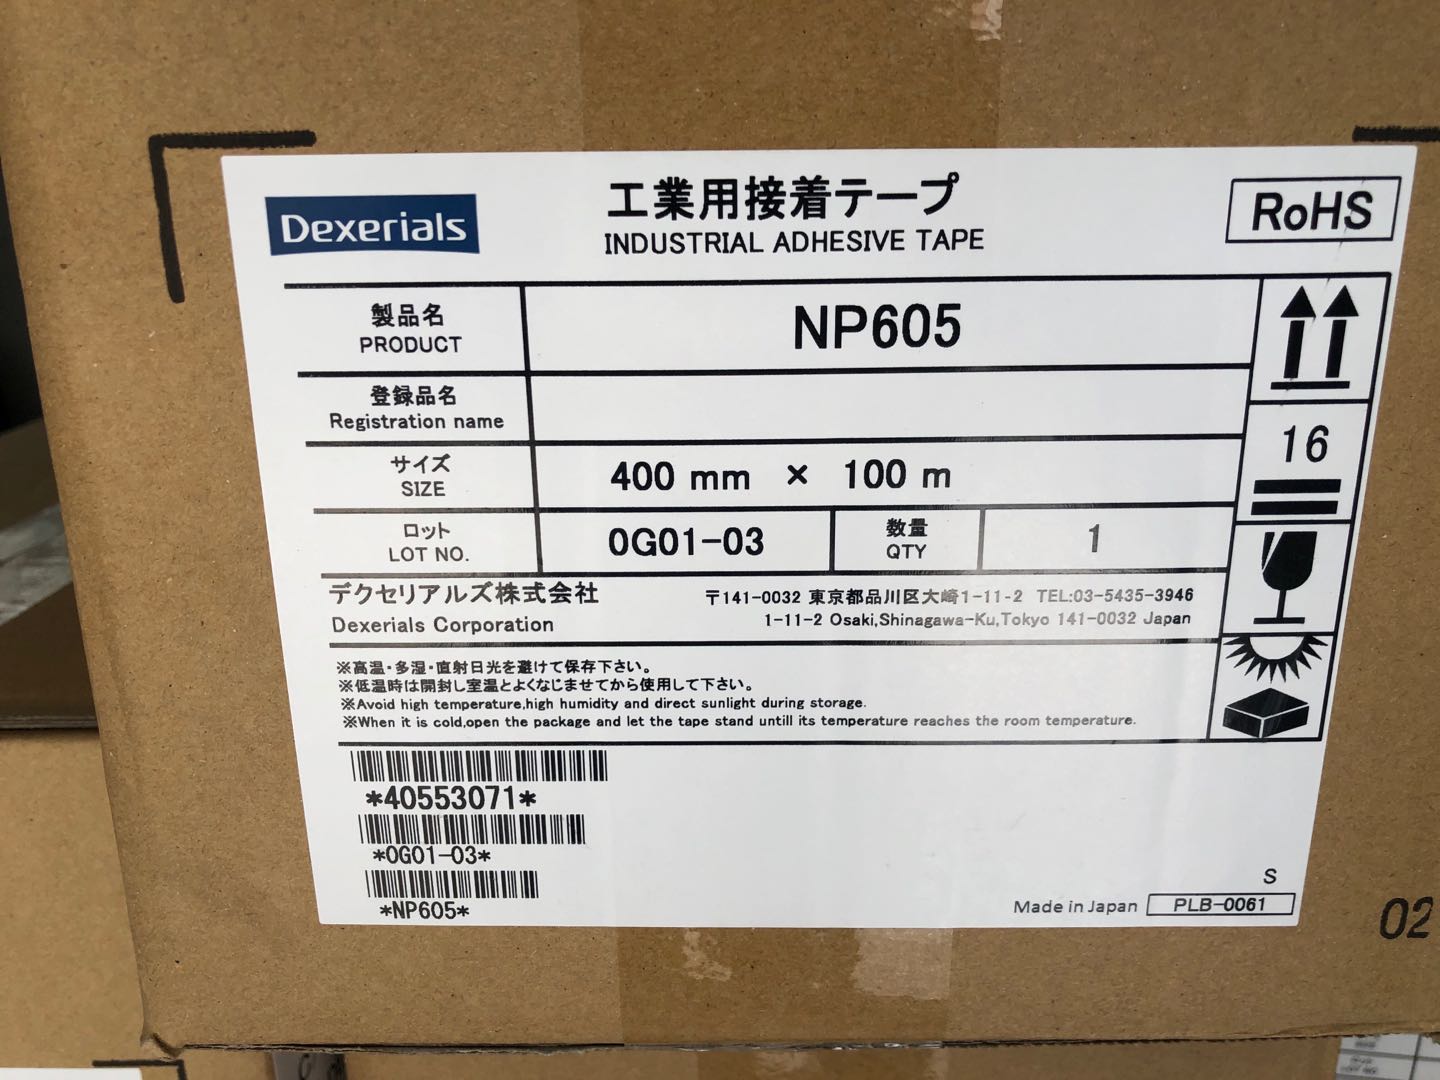 Dexerials
工業用接着テープ
INDUSTRIAL ADHESIVE TAPE
RoHS
製品名
PRODUCT
NP605
登録品名
Registration name
サイズ
SIZE
400 mm × 100 m
16
ロット
LOT NO.
0G01-03
数量
QTY
1
デクセリアルズ株式会社
Dexerials Corporation
〒141-0032 東京都品川区大崎1-11-2 TEL:03-5435-3946
1-11-2 Osaki,Shinagawa-Ku,Tokyo 141-0032 Japan
※高温・多湿・直射日光を避けて保存下さい。
※低温時は開封し室温とよくなじませてから使用して下さい。
※Avoid high temperature,high humidity and direct sunlight during storage.
※When it is cold,open the package and let the tape stand untill its temperature reaches the room temperature.
*40553071*
*0G01-03*
*NP605*
S
Made in Japan PLB-0061
02